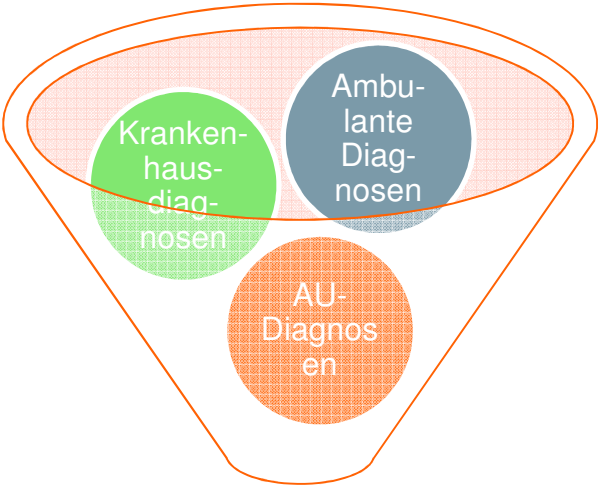 Kranken-
haus-
diag-
nosen
Ambu-
lante
Diag-
nosen
AU-
Diagnos
en